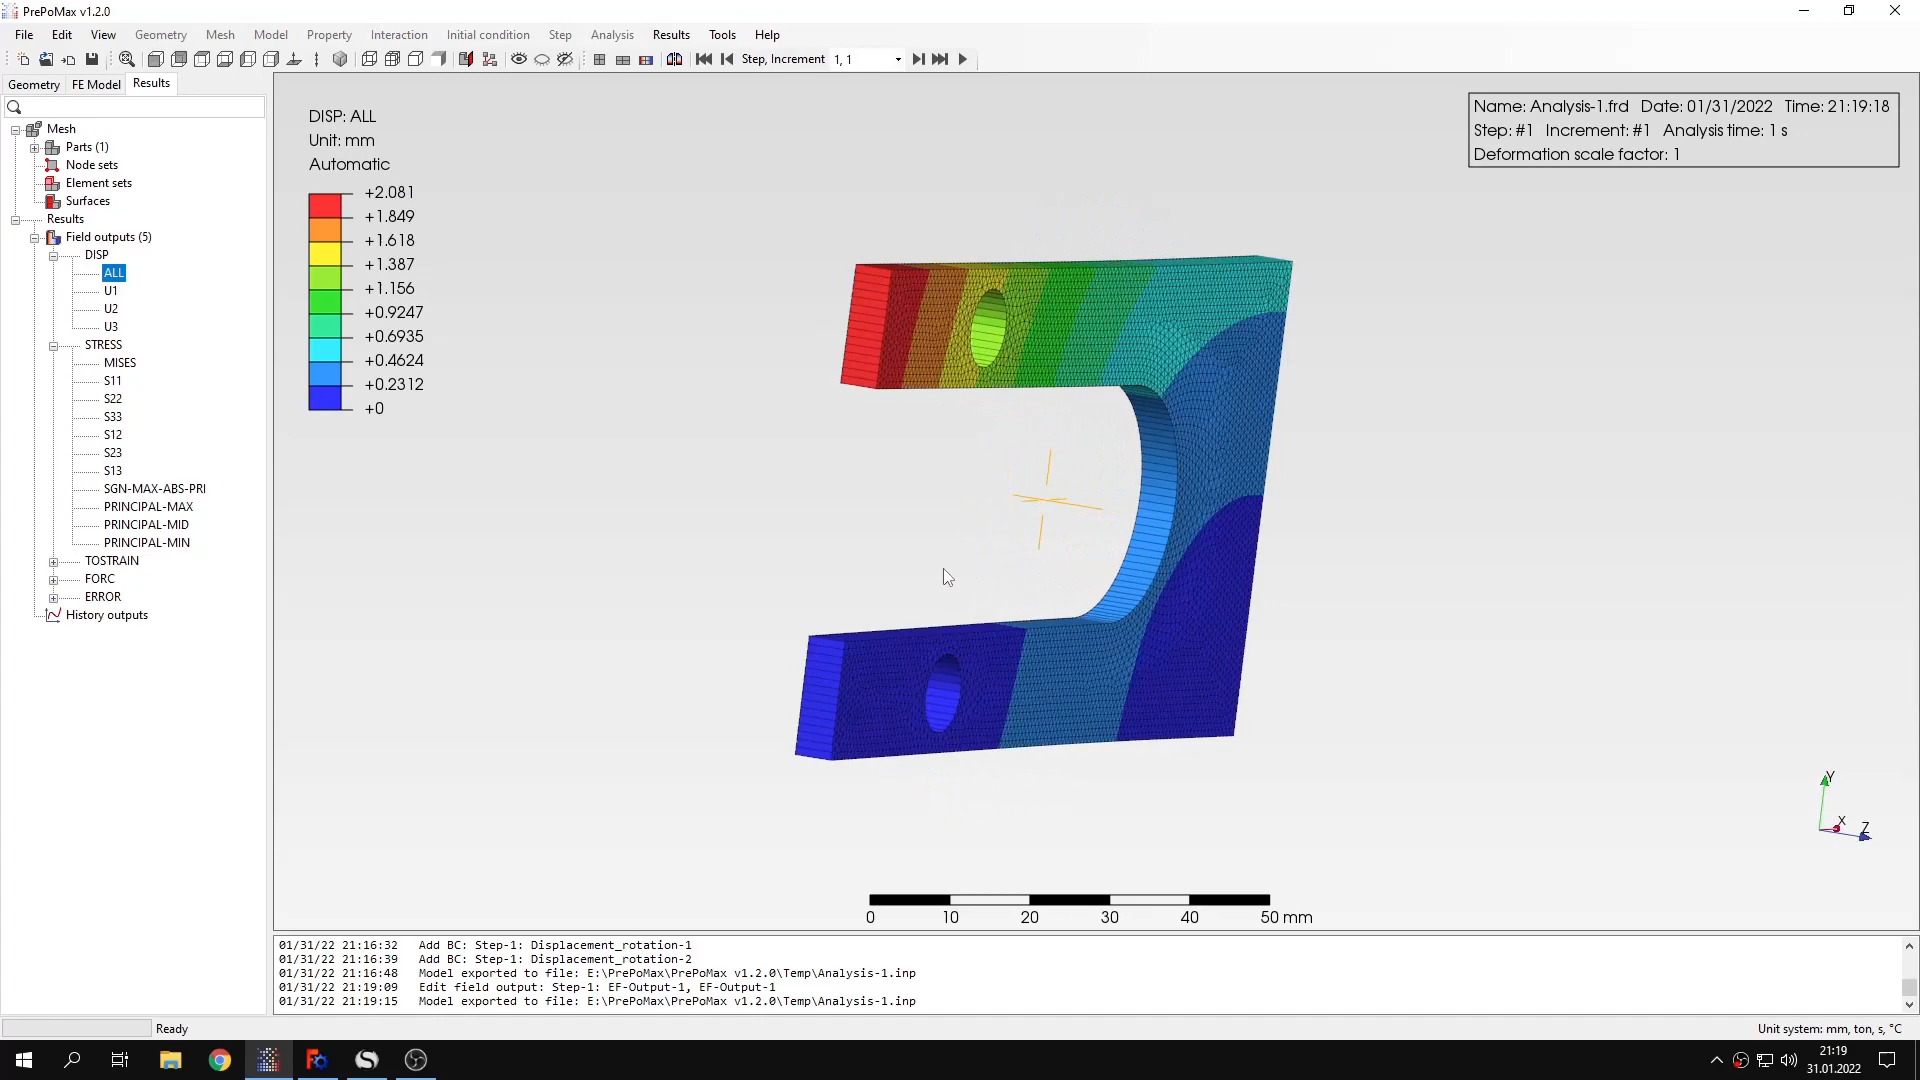 PrePoMax v1.2.0
File Edit View Geometry Mesh Model Property Interaction Initial condition Step Analysis Results Tools Help
Step, Increment 1, 1
Geometry FE Model Results
Mesh
Parts (1)
Node sets
Element sets
Surfaces
Results
Field outputs (5)
DISP
ALL
U1
U2
U3
STRESS
MISES
S11
S22
S33
S12
S23
S13
SGN-MAX-ABS-PRI
PRINCIPAL-MAX
PRINCIPAL-MID
PRINCIPAL-MIN
TOSTRAIN
FORC
ERROR
History outputs
DISP: ALL
Unit: mm
Automatic
+2.081
+1.849
+1.618
+1.387
+1.156
+0.9247
+0.6935
+0.4624
+0.2312
+0
Name: Analysis-1.frd Date: 01/31/2022 Time: 21:19:18
Step: #1 Increment: #1 Analysis time: 1 s
Deformation scale factor: 1
Y
X
Z
0 10 20 30 40 50 mm
01/31/22 21:16:32 Add BC: Step-1: Displacement_rotation-1
01/31/22 21:16:39 Add BC: Step-1: Displacement_rotation-2
01/31/22 21:16:48 Model exported to file: E:\PrePoMax\PrePoMax v1.2.0\Temp\Analysis-1.inp
01/31/22 21:19:09 Edit field output: Step-1: EF-Output-1, EF-Output-1
01/31/22 21:19:15 Model exported to file: E:\PrePoMax\PrePoMax v1.2.0\Temp\Analysis-1.inp
Ready
Unit system: mm, ton, s, °C
21:19
31.01.2022